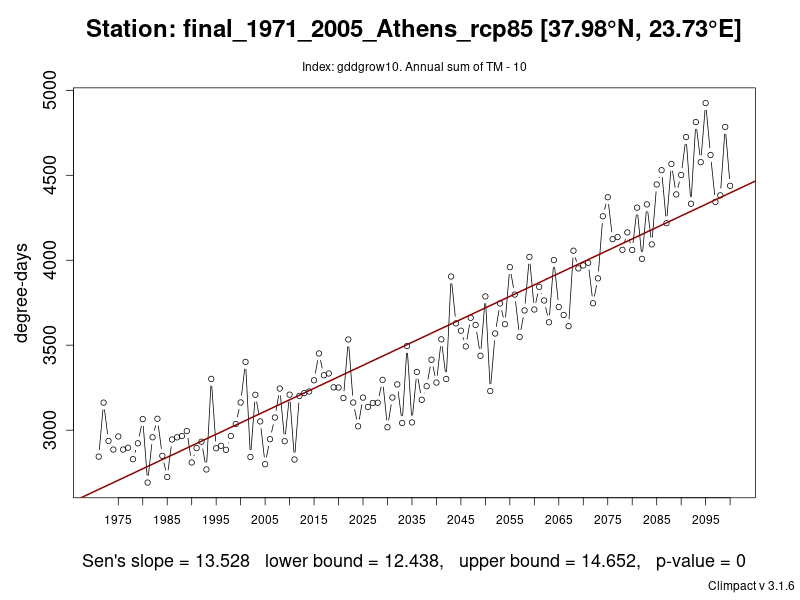 Station: final_1971_2005_Athens_rcp85 [37.98°N, 23.73°E]
Index: gddgrow10. Annual sum of TM - 10
degree-days
5000
4500
4000
3500
3000
1975 1985 1995 2005 2015 2025 2035 2045 2055 2065 2075 2085 2095
Sen's slope = 13.528 lower bound = 12.438, upper bound = 14.652, p-value = 0
Climpact v 3.1.6